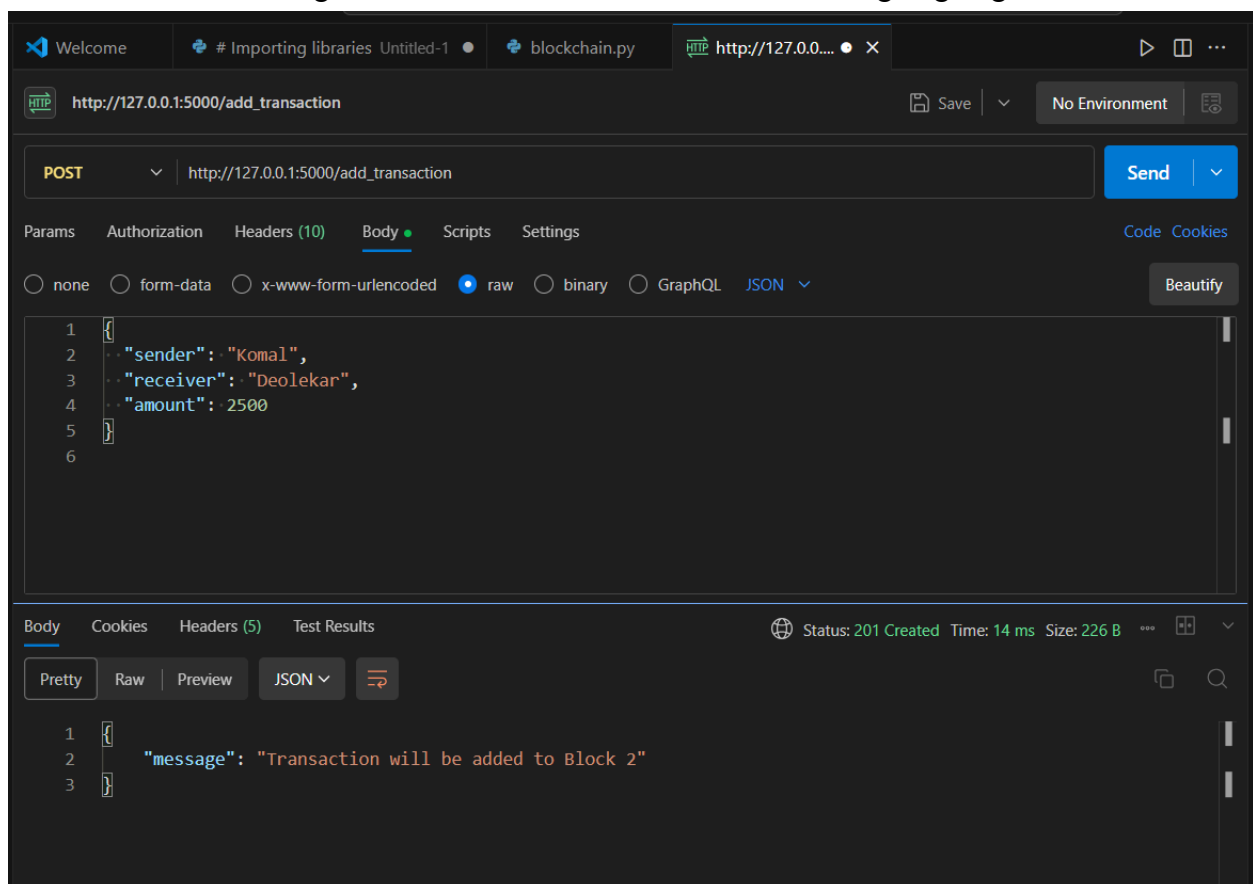 Welcome
# Importing libraries Untitled-1
blockchain.py
http://127.0.0....
http://127.0.0.1:5000/add_transaction
Save
No Environment
POST
http://127.0.0.1:5000/add_transaction
Send
Params Authorization Headers (10) Body Scripts Settings
Code Cookies
none form-data x-www-form-urlencoded raw binary GraphQL JSON
Beautify
1 {
2 "sender": "Komal",
3 "receiver": "Deolekar",
4 "amount": 2500
5 }
6
Body Cookies Headers (5) Test Results
Status: 201 Created Time: 14 ms Size: 226 B
Pretty Raw Preview JSON
1 {
2 "message": "Transaction will be added to Block 2"
3 }